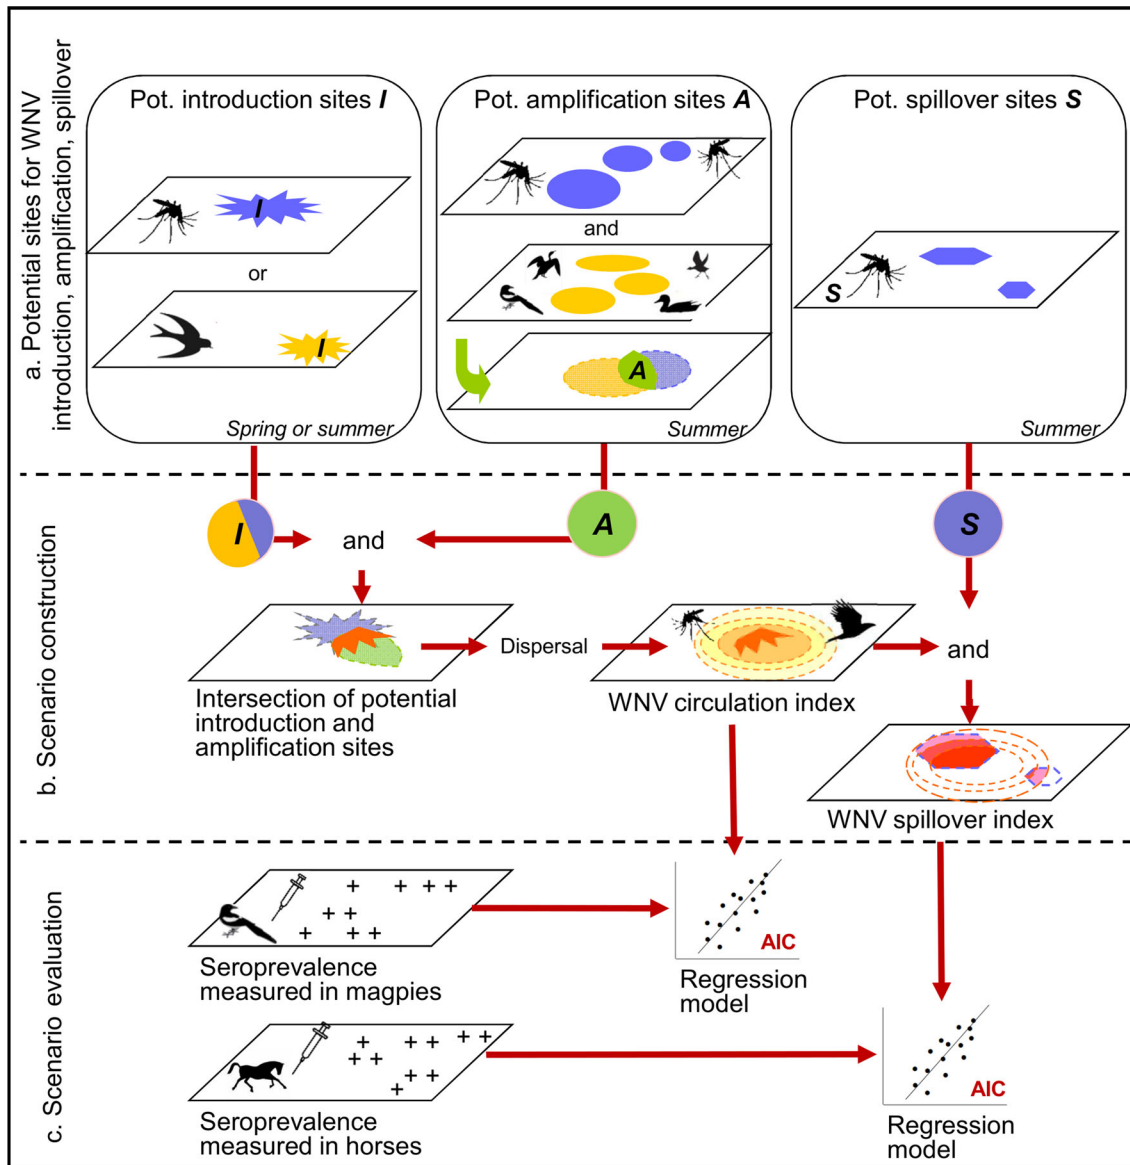 a. Potential sites for WNV
introduction, amplification, spillover
Pot. introduction sites I
I
or
I
Spring or summer
Pot. amplification sites A
and
A
Summer
Pot. spillover sites S
S
Summer
b. Scenario construction
I
and
A
S
Intersection of potential
introduction and
amplification sites
Dispersal
WNV circulation index
and
WNV spillover index
c. Scenario evaluation
Seroprevalence
measured in magpies
AIC
Regression
model
Seroprevalence
measured in horses
AIC
Regression
model